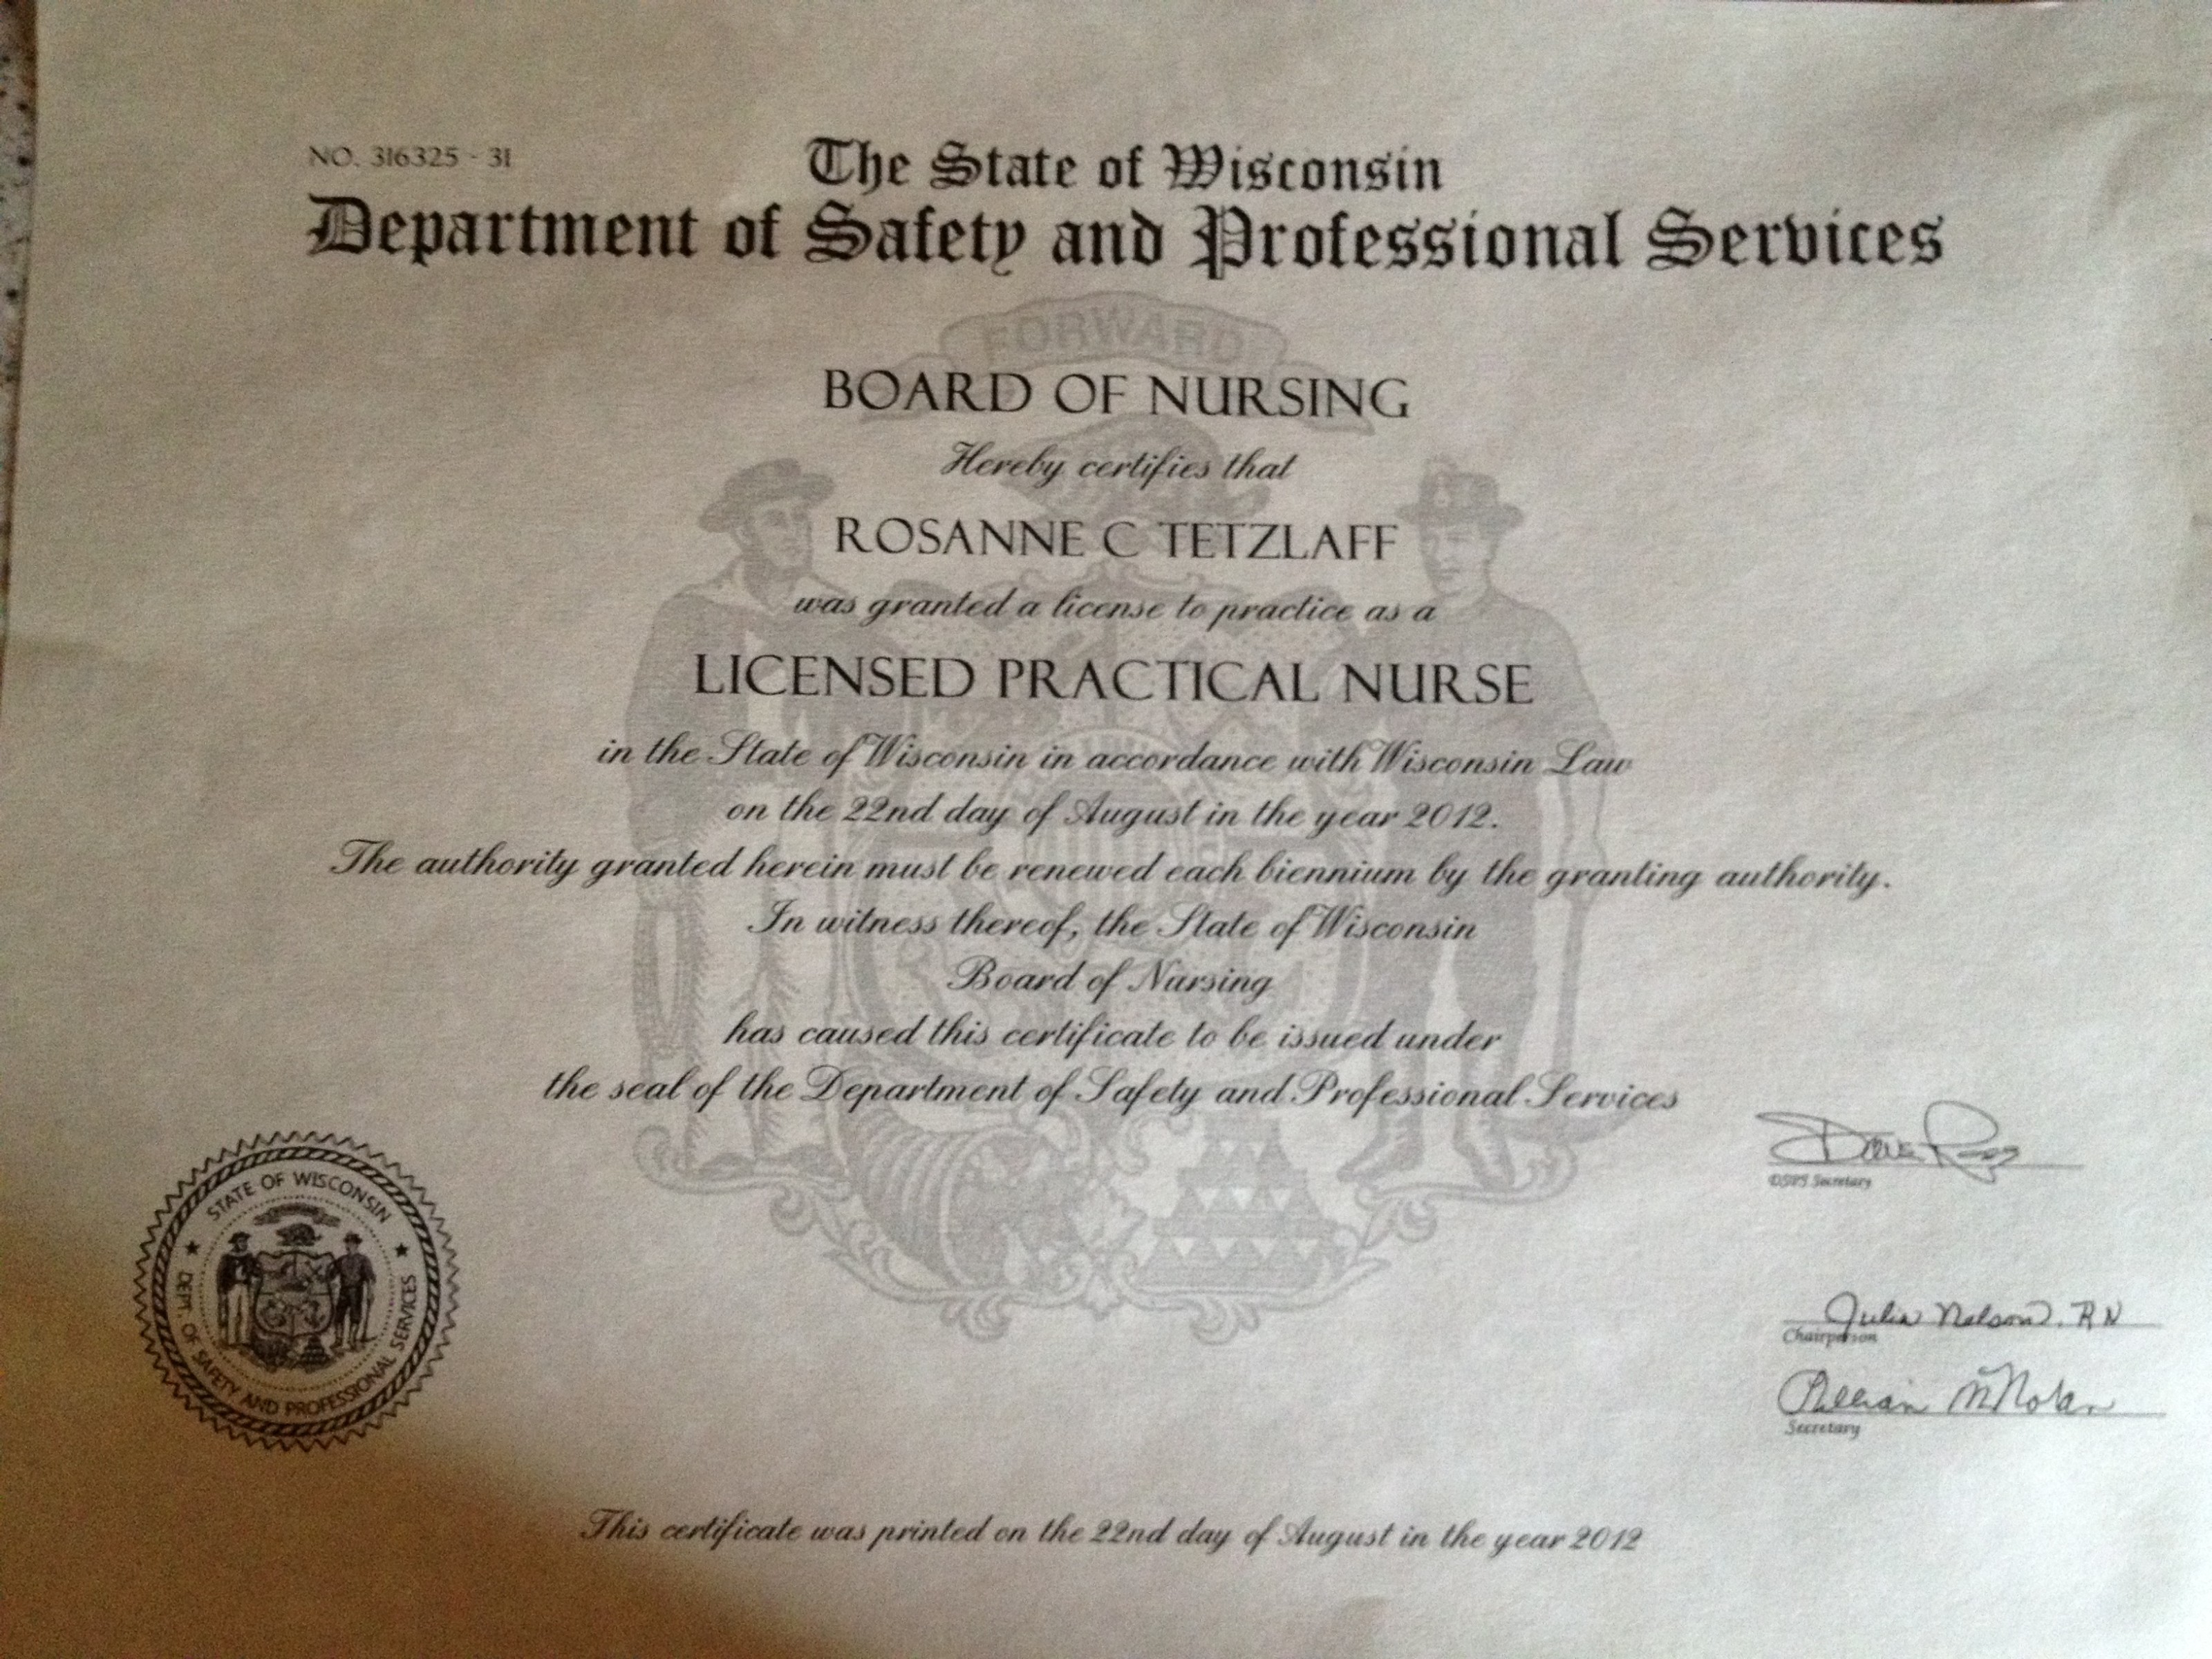 NO. 316325 - 31
The State of Wisconsin
Department of Safety and Professional Services
FORWARD
BOARD OF NURSING
Hereby certifies that
ROSANNE C TETZLAFF
was granted a license to practice as a
LICENSED PRACTICAL NURSE
in the State of Wisconsin in accordance with Wisconsin Law
on the 22nd day of August in the year 2012.
The authority granted herein must be renewed each biennium by the granting authority.
In witness thereof, the State of Wisconsin
Board of Nursing
has caused this certificate to be issued under
the seal of the Department of Safety and Professional Services
Dave Ross
DSPS Secretary
STATE OF WISCONSIN
DEPT. OF SAFETY AND PROFESSIONAL SERVICES
Julia Nelson, RN
Chairperson
Nolan
Secretary
This certificate was printed on the 22nd day of August in the year 2012